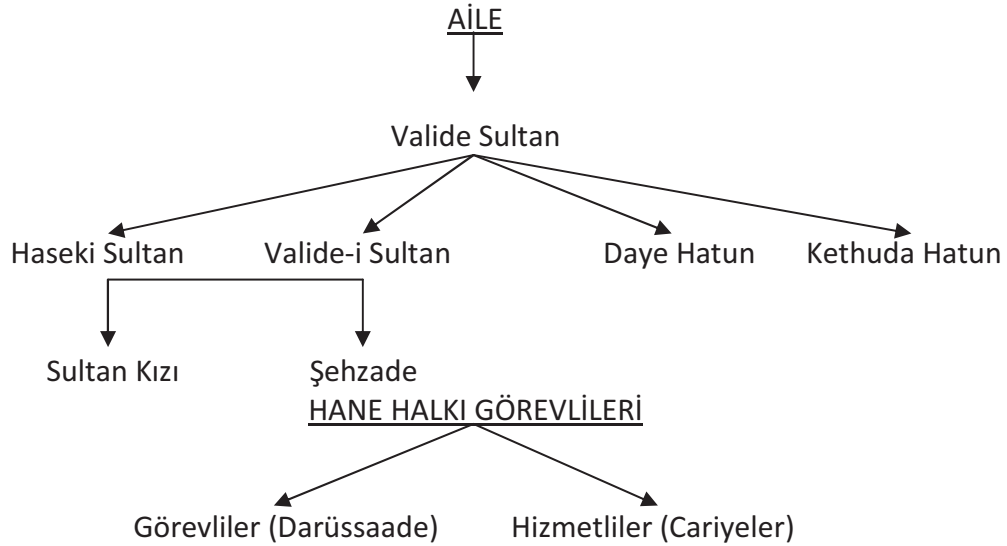 AİLE
Valide Sultan
Haseki Sultan Valide-i Sultan Daye Hatun Kethuda Hatun
Sultan Kızı Şehzade
HANE HALKI GÖREVLİLERİ
Görevliler (Darüssaade) Hizmetliler (Cariyeler)